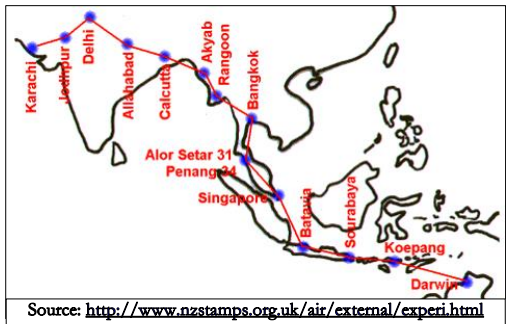 Karachi
Jodhpur
Delhi
Allahabad
Calcutta
Akyab
Rangoon
Bangkok
Alor Setar 31
Penang 34
Singapore
Batavia
Sourabaya
Koepang
Darwin
Source: http://www.nzstamps.org.uk/air/external/experi.html